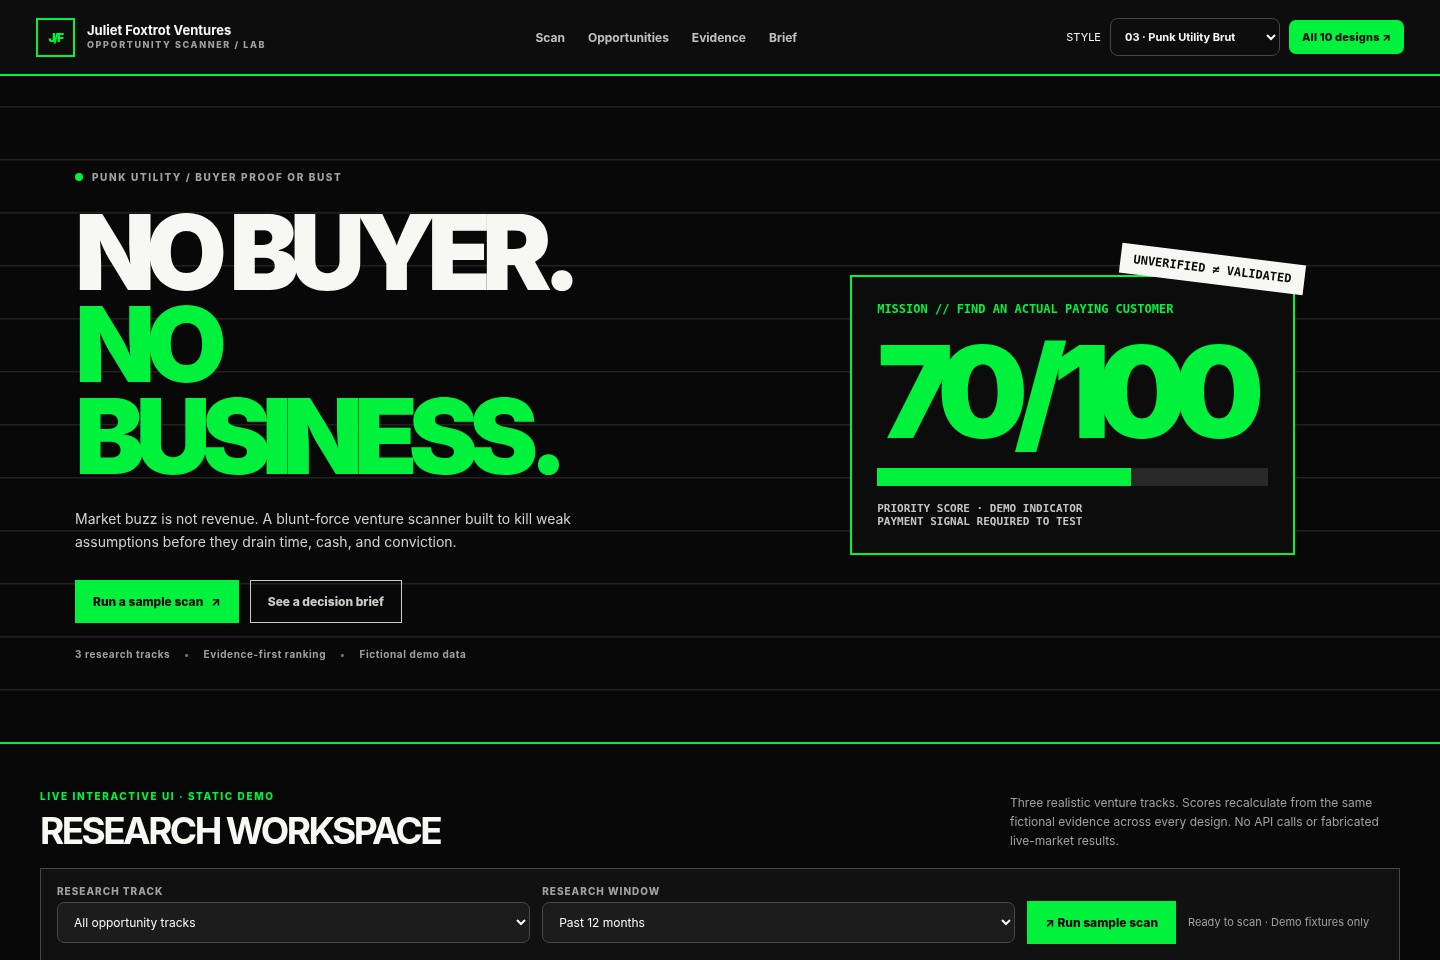 J/F
Juliet Foxtrot Ventures
OPPORTUNITY SCANNER / LAB
Scan
Opportunities
Evidence
Brief
STYLE
03 · Punk Utility Brut
All 10 designs ↗
PUNK UTILITY / BUYER PROOF OR BUST
NO BUYER.
NO
BUSINESS.
Market buzz is not revenue. A blunt-force venture scanner built to kill weak
assumptions before they drain time, cash, and conviction.
Run a sample scan ↗
See a decision brief
3 research tracks • Evidence-first ranking • Fictional demo data
UNVERIFIED ≠ VALIDATED
MISSION // FIND AN ACTUAL PAYING CUSTOMER
70/100
PRIORITY SCORE · DEMO INDICATOR
PAYMENT SIGNAL REQUIRED TO TEST
LIVE INTERACTIVE UI · STATIC DEMO
RESEARCH WORKSPACE
Three realistic venture tracks. Scores recalculate from the same
fictional evidence across every design. No API calls or fabricated
live-market results.
RESEARCH TRACK
All opportunity tracks
RESEARCH WINDOW
Past 12 months
↗ Run sample scan
Ready to scan · Demo fixtures only